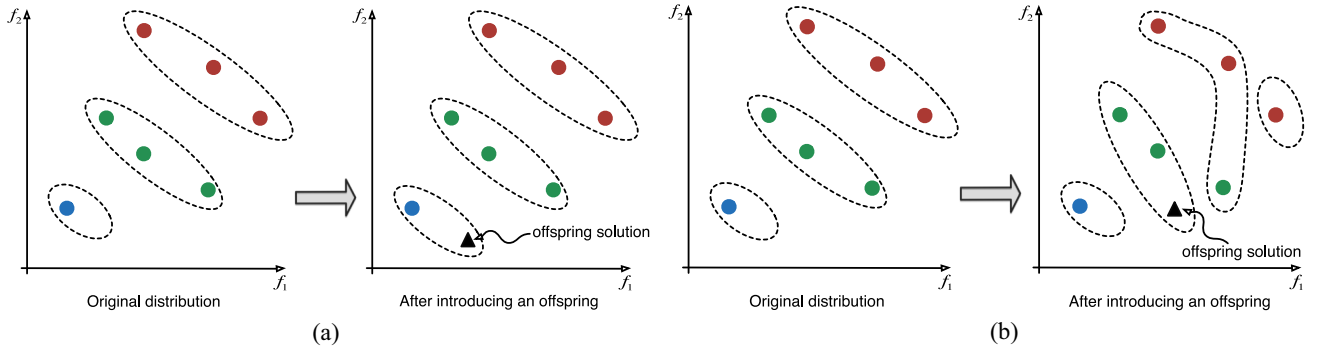 f2
f1
Original distribution
f2
offspring solution
f1
After introducing an offspring
(a)
f2
f1
Original distribution
f2
offspring solution
f1
After introducing an offspring
(b)